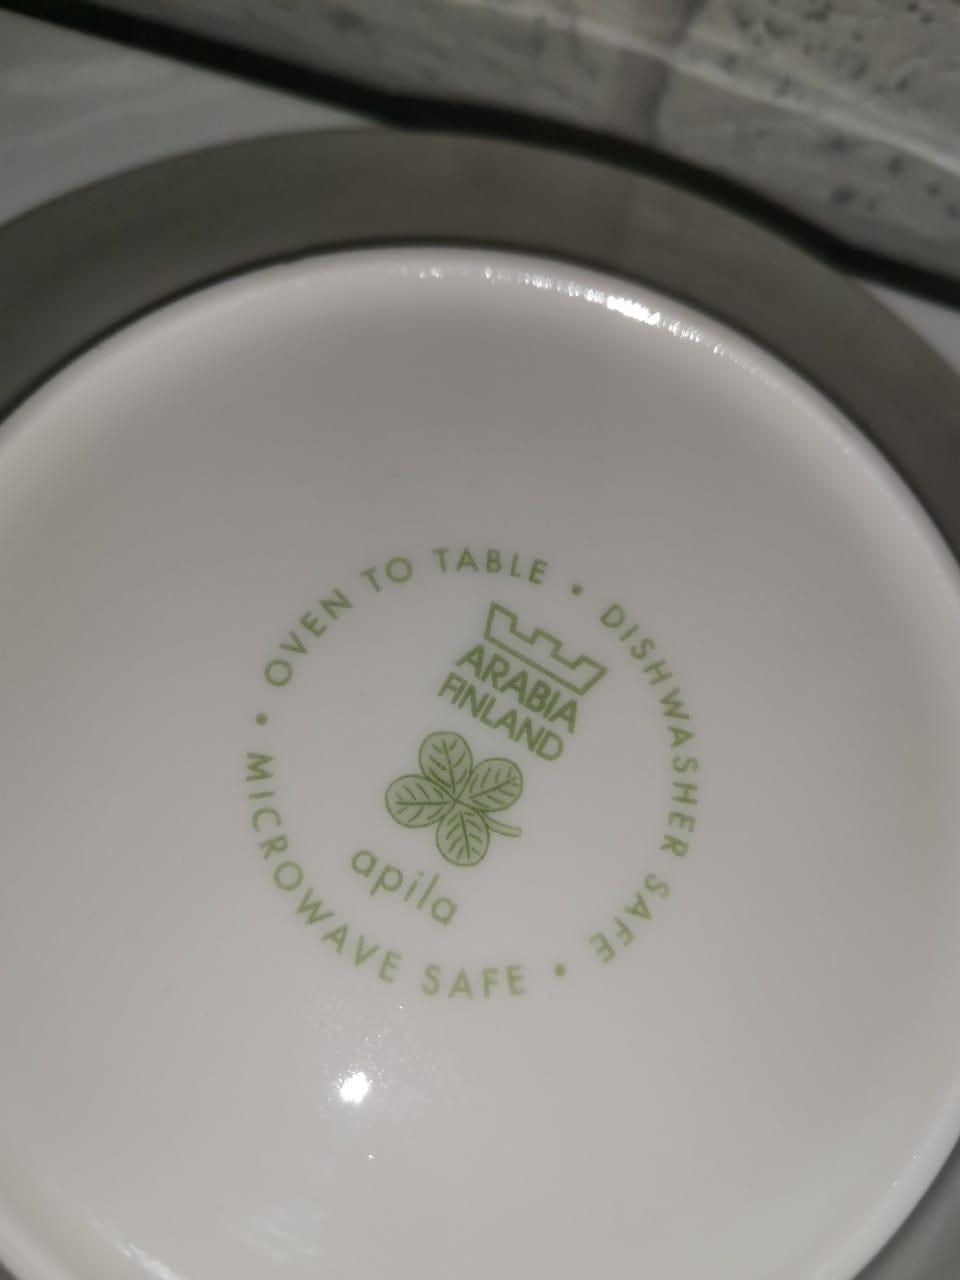 OVEN TO TABLE • DISHWASHER SAFE • MICROWAVE SAFE •
ARABIA
FINLAND
apila